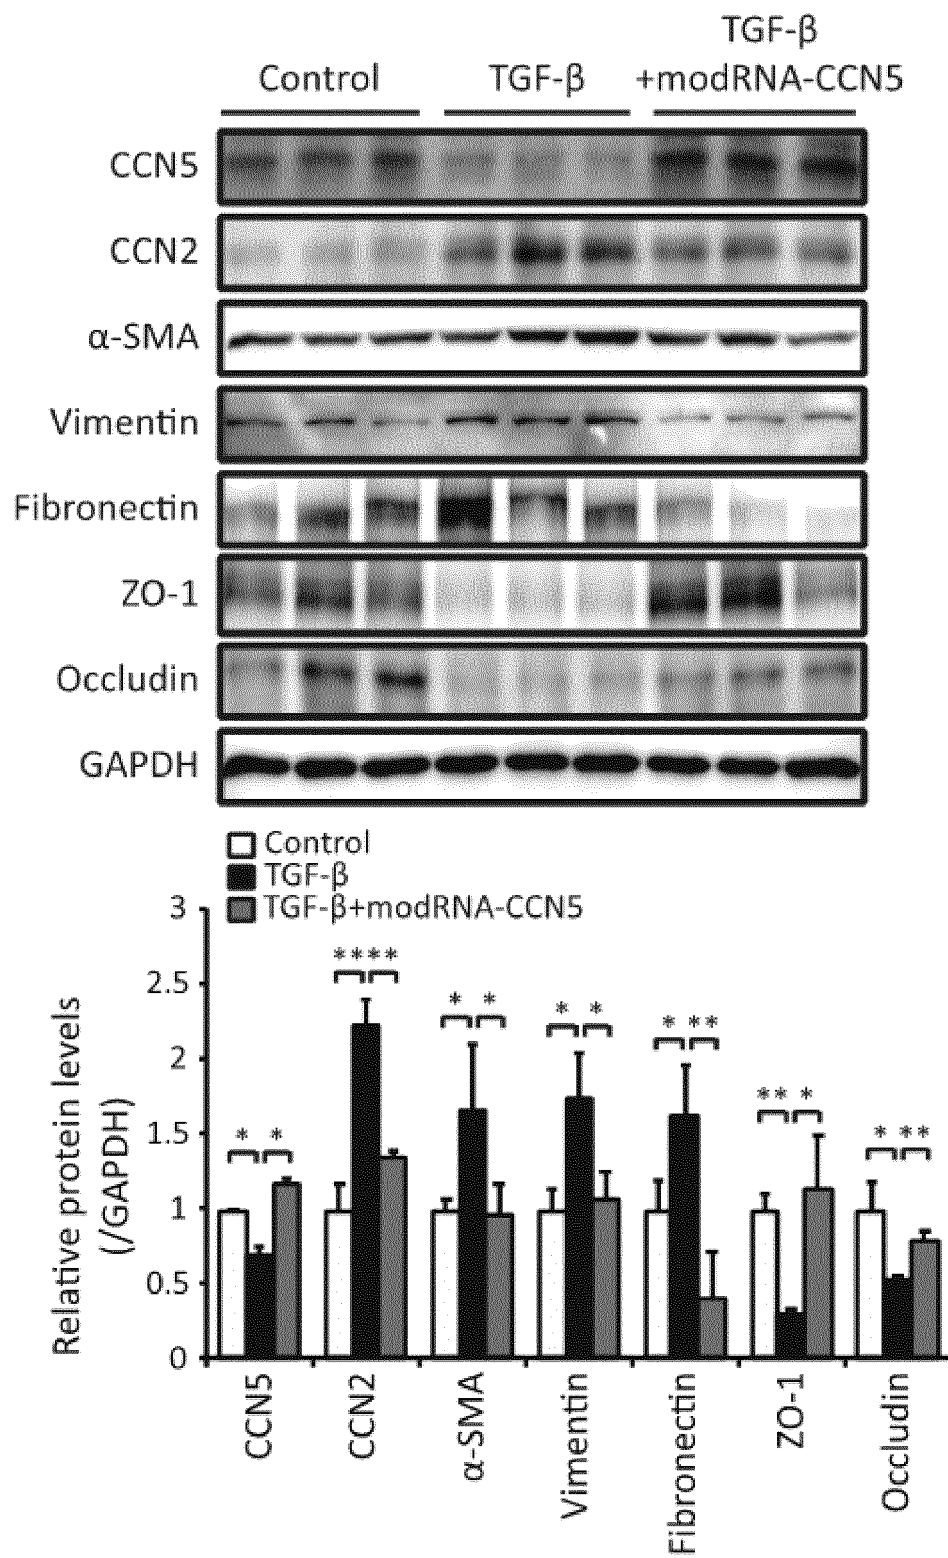 TGF-β
Control TGF-β +modRNA-CCN5
CCN5
CCN2
α-SMA
Vimentin
Fibronectin
ZO-1
Occludin
GAPDH
Control
TGF-β
TGF-β+modRNA-CCN5
Relative protein levels
(/GAPDH)
3
2.5
2
1.5
1
0.5
0
* *
** **
* *
* *
* **
** *
* **
CCN5
CCN2
α-SMA
Vimentin
Fibronectin
ZO-1
Occludin